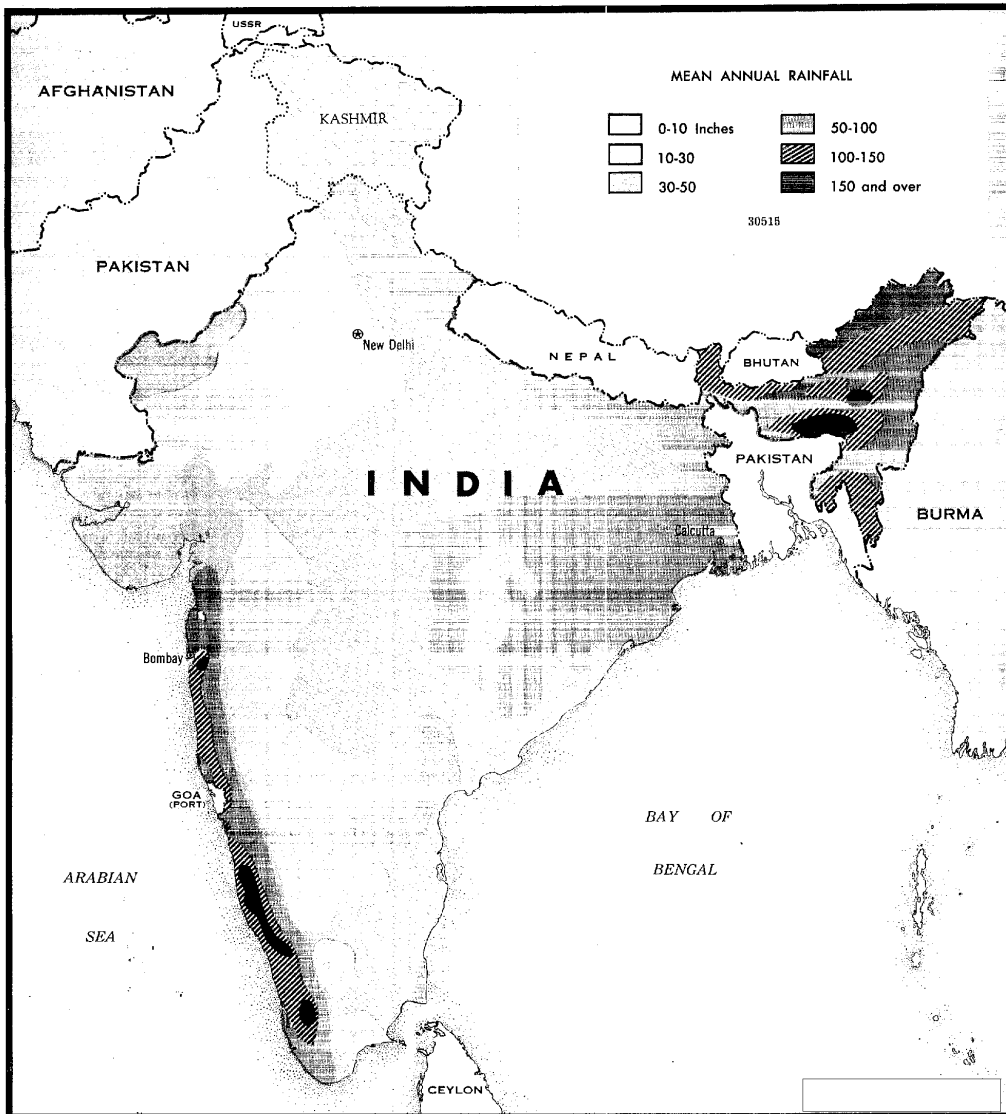 USSR
AFGHANISTAN
KASHMIR
MEAN ANNUAL RAINFALL
0-10 Inches
10-30
30-50
50-100
100-150
150 and over
30515
PAKISTAN
New Delhi
NEPAL
BHUTAN
INDIA
PAKISTAN
BURMA
Calcutta
Bombay
GOA
(PORT)
BAY OF
BENGAL
ARABIAN
SEA
CEYLON